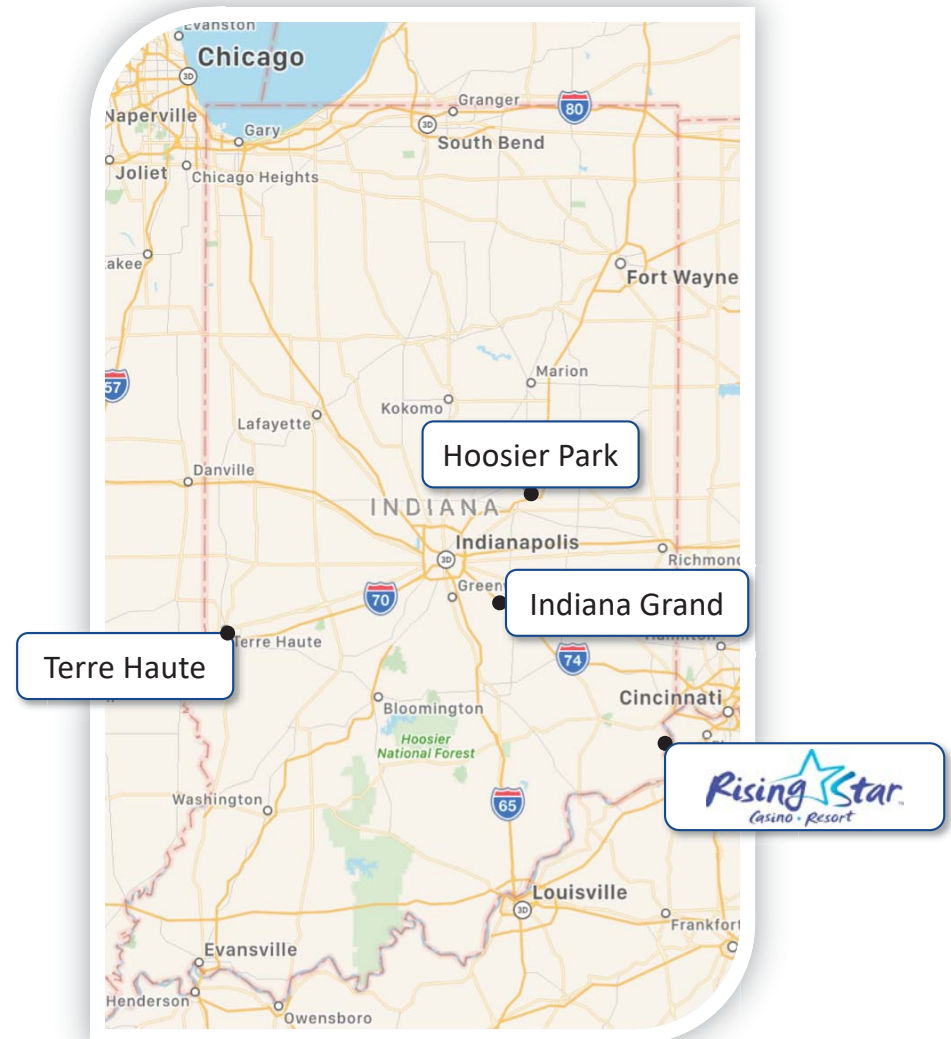 Evanston
Chicago
3D
Granger
80
Naperville
Gary
3D
South Bend
Joliet
Chicago Heights
akee
Fort Wayne
57
Marion
Kokomo
Lafayette
Hoosier Park
Danville
INDIANA
Indianapolis
3D
Richmond
70
Green
Indiana Grand
Terre Haute
Terre Haute
74
Cincinnati
Bloomington
Hoosier
National Forest
Rising Star
Casino • Resort
Washington
65
Louisville
3D
Frankfort
Evansville
Henderson
Owensboro